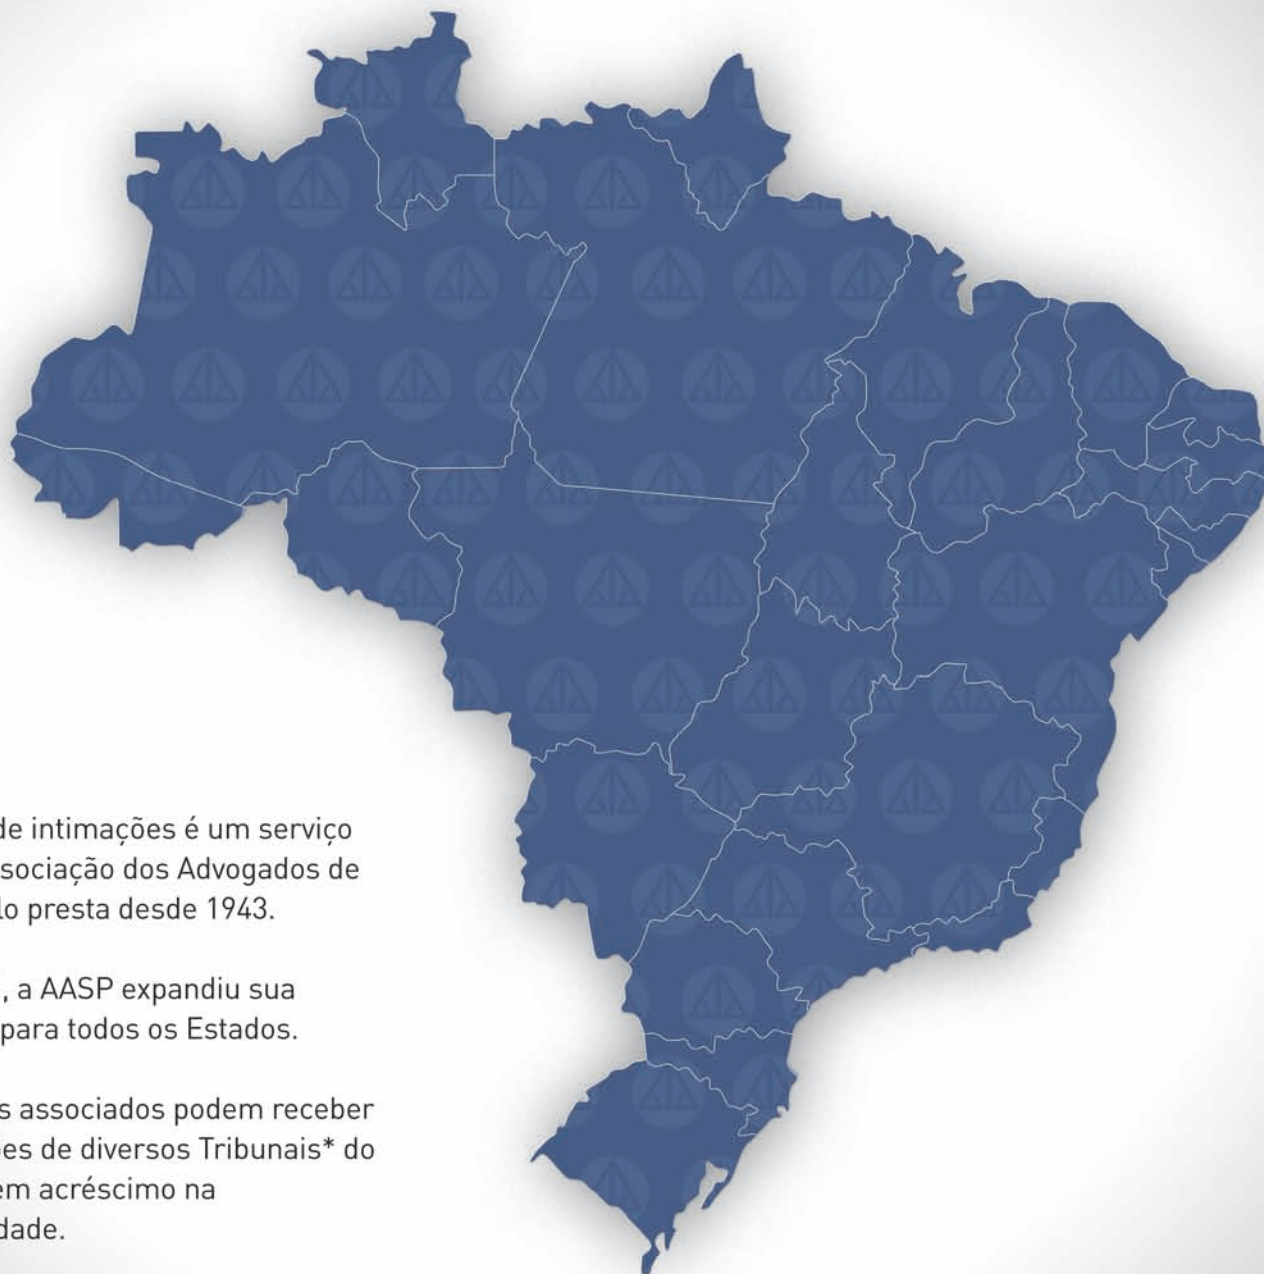 de intimações é um serviço
sociação dos Advogados de
lo presta desde 1943.
, a AASP expandiu sua
para todos os Estados.
s associados podem receber
es de diversos Tribunais* do
em acréscimo na
dade.